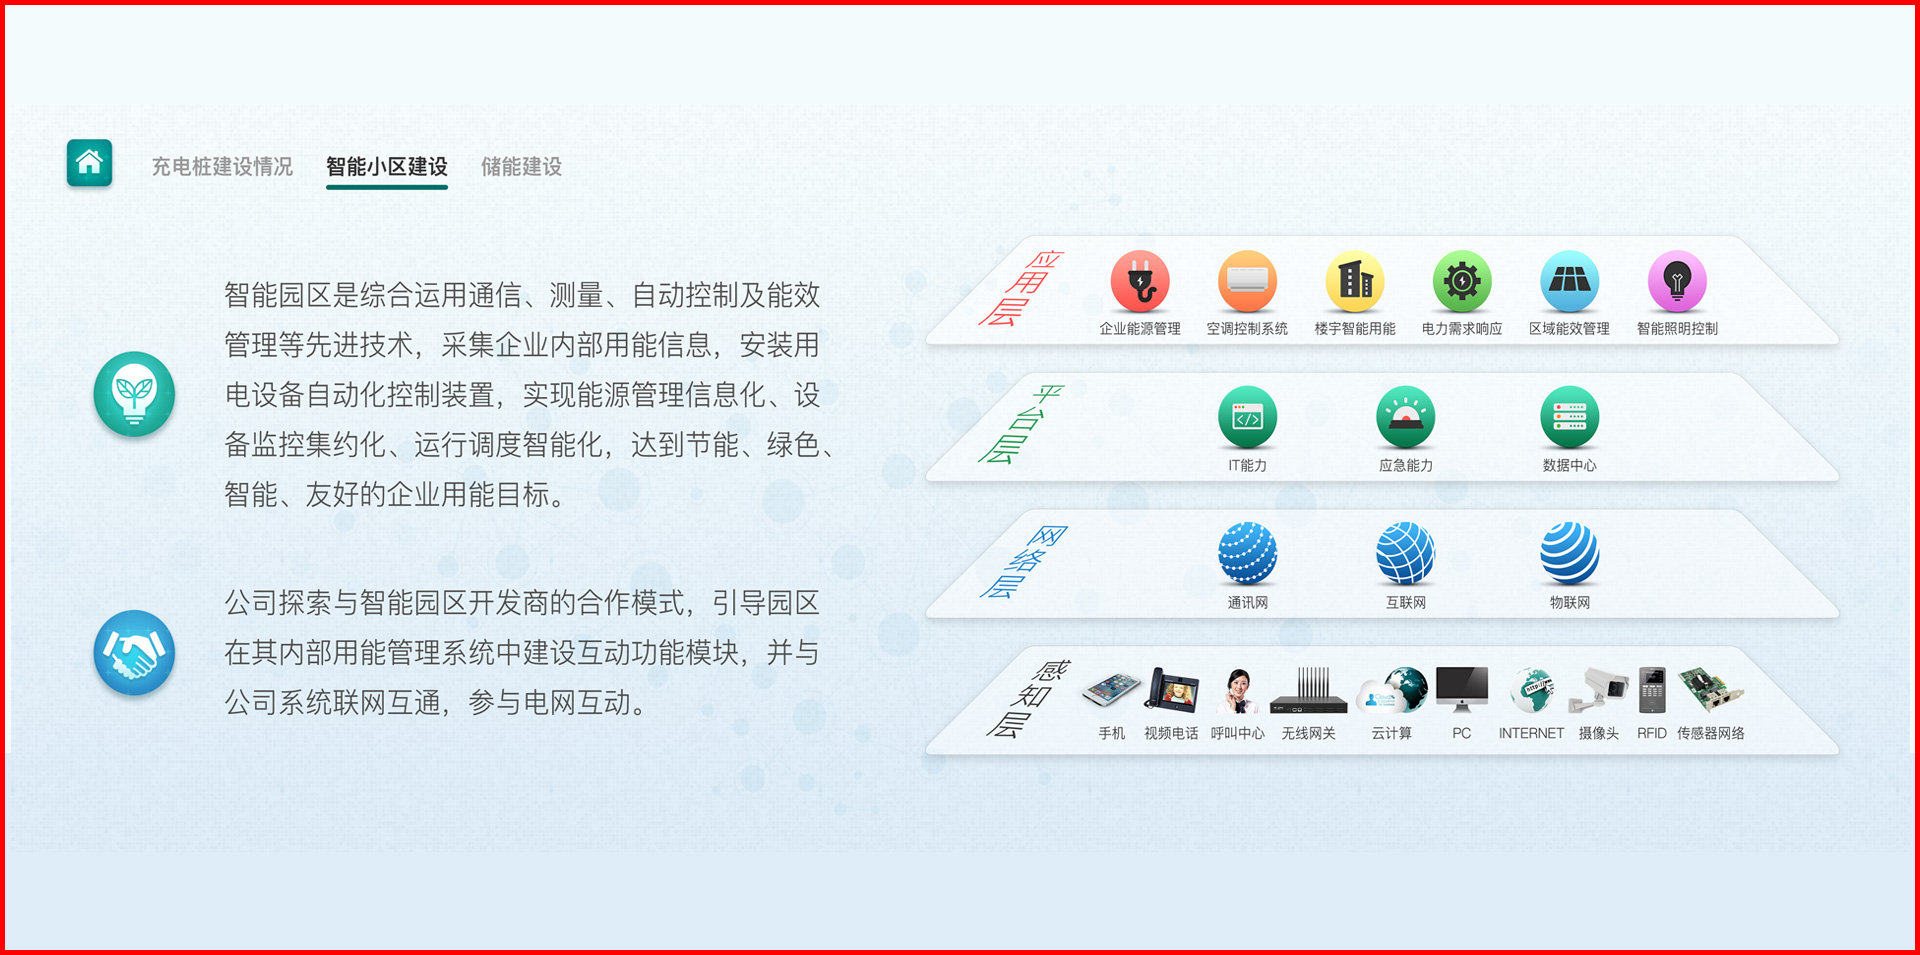 充电桩建设情况 智能小区建设 储能建设
智能园区是综合运用通信、测量、自动控制及能效
管理等先进技术，采集企业内部用能信息，安装用
电设备自动化控制装置，实现能源管理信息化、设
备监控集约化、运行调度智能化，达到节能、绿色、
智能、友好的企业用能目标。
公司探索与智能园区开发商的合作模式，引导园区
在其内部用能管理系统中建设互动功能模块，并与
公司系统联网互通，参与电网互动。
应用层
企业能源管理 空调控制系统 楼宇智能用能 电力需求响应 区域能效管理 智能照明控制
平台层
IT能力 应急能力 数据中心
网络层
通讯网 互联网 物联网
感知层
http://
手机 视频电话 呼叫中心 无线网关 云计算 PC INTERNET 摄像头 RFID 传感器网络